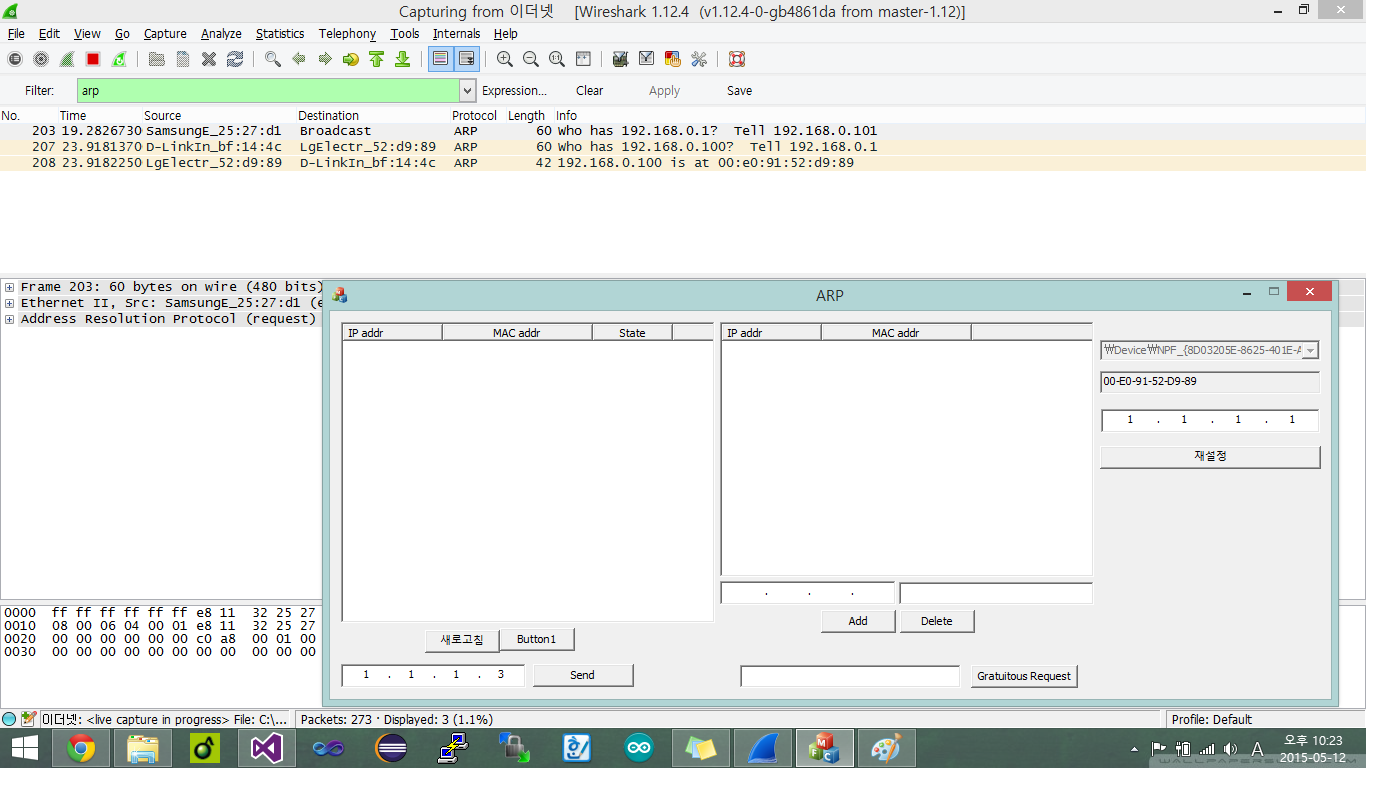 Capturing from 이더넷 [Wireshark 1.12.4 (v1.12.4-0-gb4861da from master-1.12)]
File Edit View Go Capture Analyze Statistics Telephony Tools Internals Help
Filter: arp Expression... Clear Apply Save
No. Time Source Destination Protocol Length Info
203 19.2826730 SamsungE_25:27:d1 Broadcast ARP 60 Who has 192.168.0.1? Tell 192.168.0.101
207 23.9181370 D-LinkIn_bf:14:4c LgElectr_52:d9:89 ARP 60 Who has 192.168.0.100? Tell 192.168.0.1
208 23.9182250 LgElectr_52:d9:89 D-LinkIn_bf:14:4c ARP 42 192.168.0.100 is at 00:e0:91:52:d9:89
Frame 203: 60 bytes on wire (480 bits)
Ethernet II, Src: SamsungE_25:27:d1 (e
Address Resolution Protocol (request)
0000 ff ff ff ff ff ff e8 11 32 25 27
0010 08 00 06 04 00 01 e8 11 32 25 27
0020 00 00 00 00 00 00 c0 a8 00 01 00
0030 00 00 00 00 00 00 00 00 00 00 00
ARP
IP addr MAC addr State
IP addr MAC addr
₩Device₩NPF_{8D03205E-8625-401E-A
00-E0-91-52-D9-89
1 . 1 . 1 . 1
재설정
. . .
Add Delete
새로고침 Button1
1 . 1 . 1 . 3 Send
Gratuitous Request
이더넷: <live capture in progress> File: C:\... Packets: 273 · Displayed: 3 (1.1%) Profile: Default
A 오후 10:23
2015-05-12